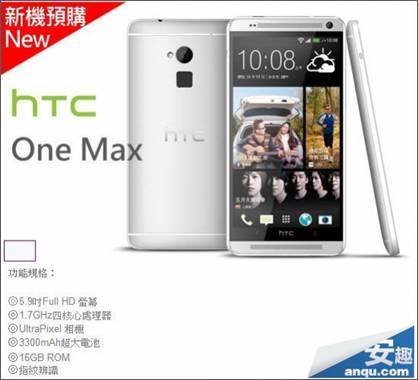 新機預購
New
hTC
One Max
hTC
10:08
10:08
hTC
功能規格：
◎5.9吋Full HD 螢幕
◎1.7GHz四核心處理器
◎UltraPixel 相機
◎3300mAh超大電池
◎16GB ROM
◎指紋辨識
安趣
anqu.com